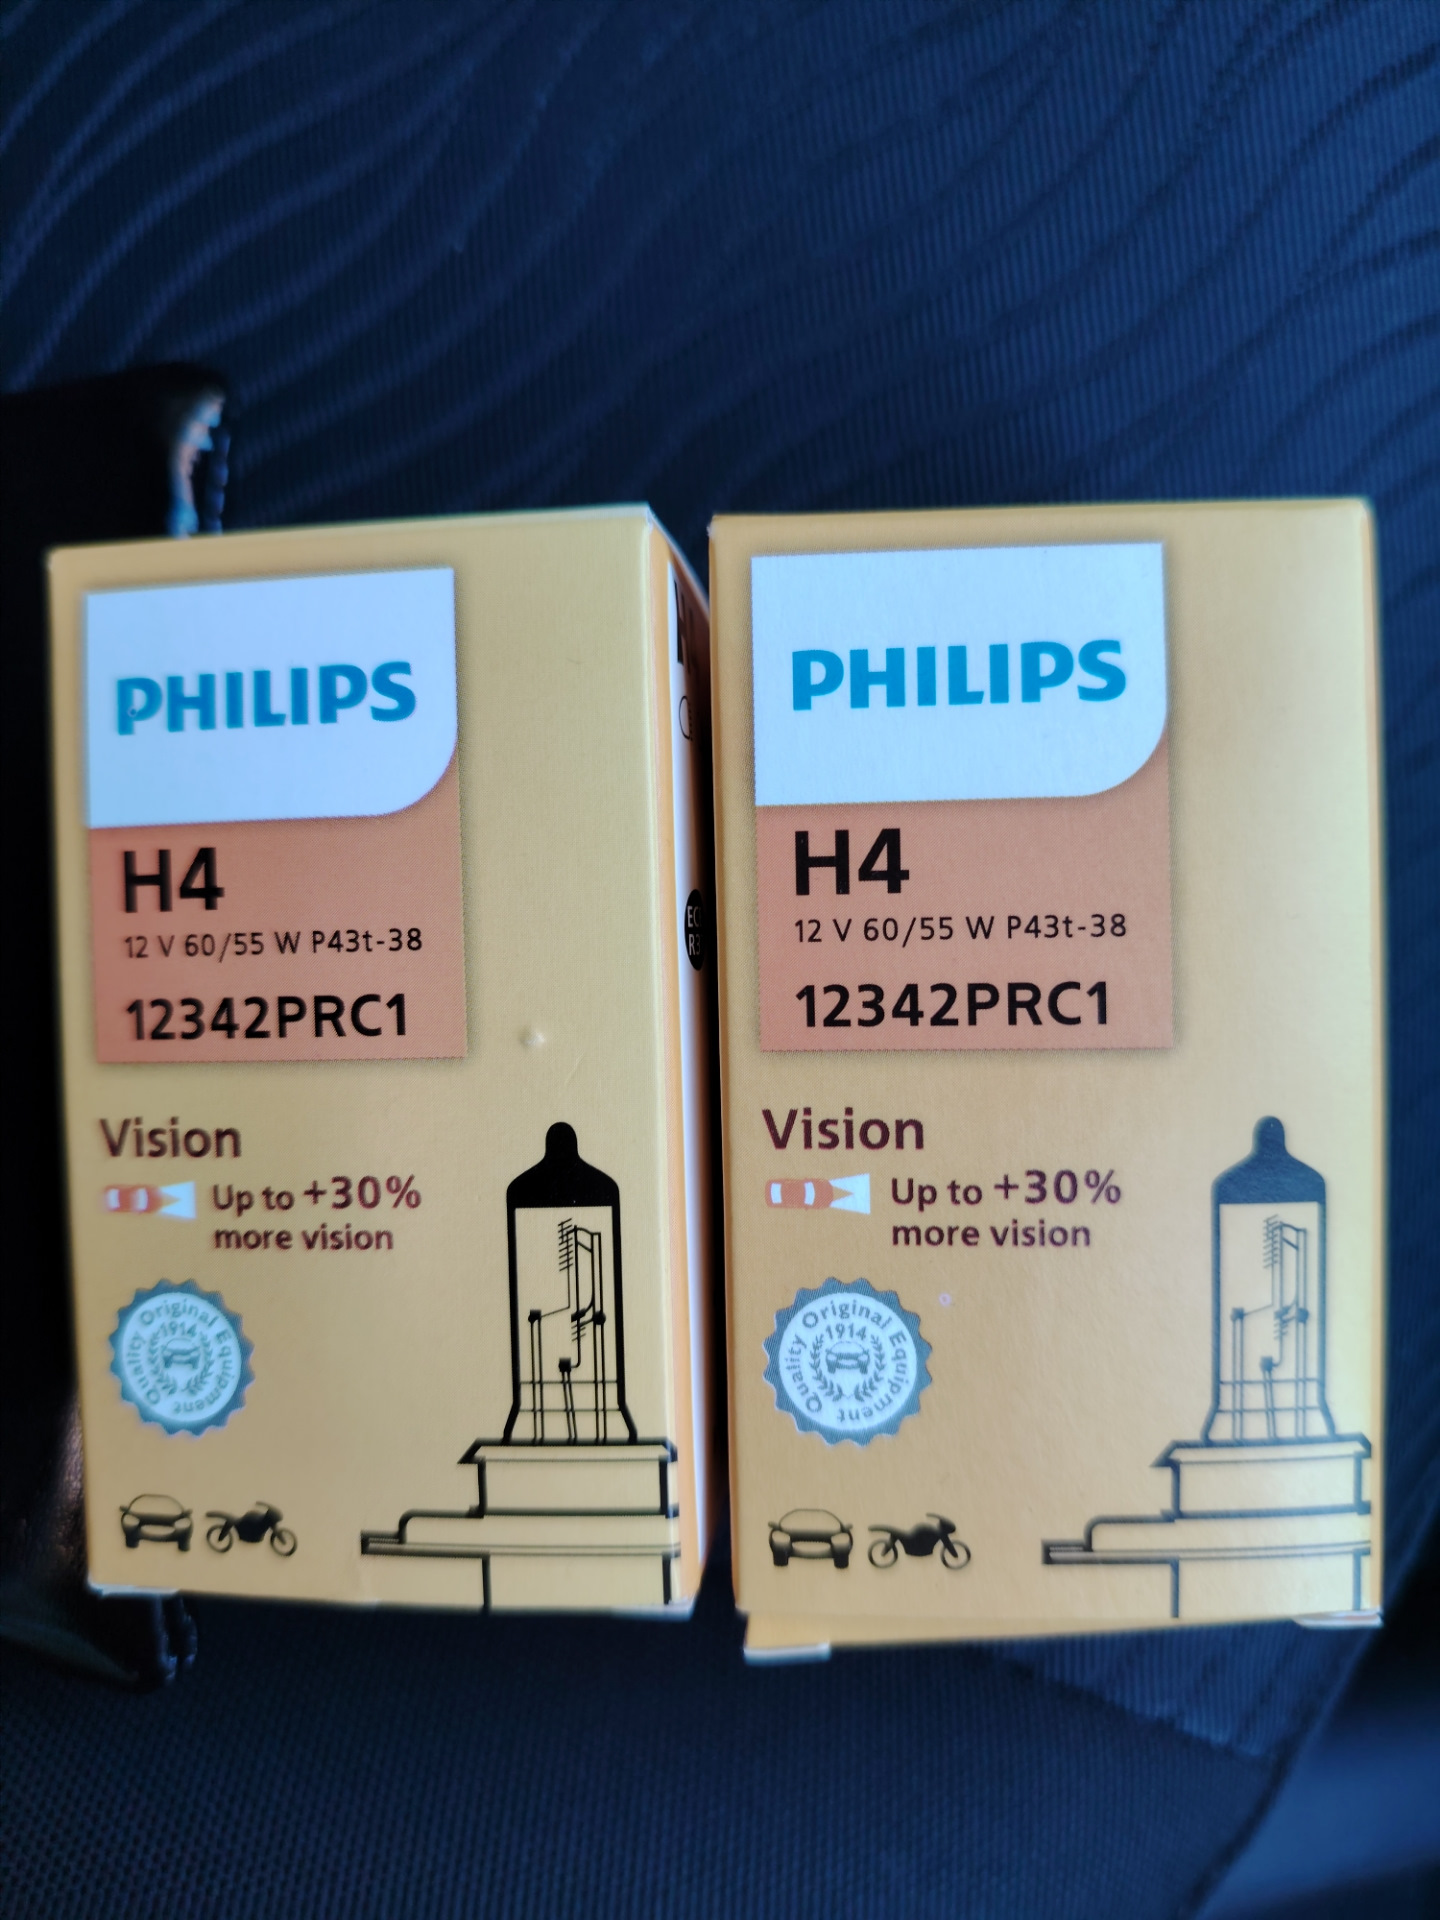 PHILIPS
H4
12 V 60/55 W P43t-38
12342PRC1
Vision
Up to +30%
more vision
Quality Original Equipment
1914
PHILIPS
H4
12 V 60/55 W P43t-38
12342PRC1
Vision
Up to +30%
more vision
Quality Original Equipment
1914